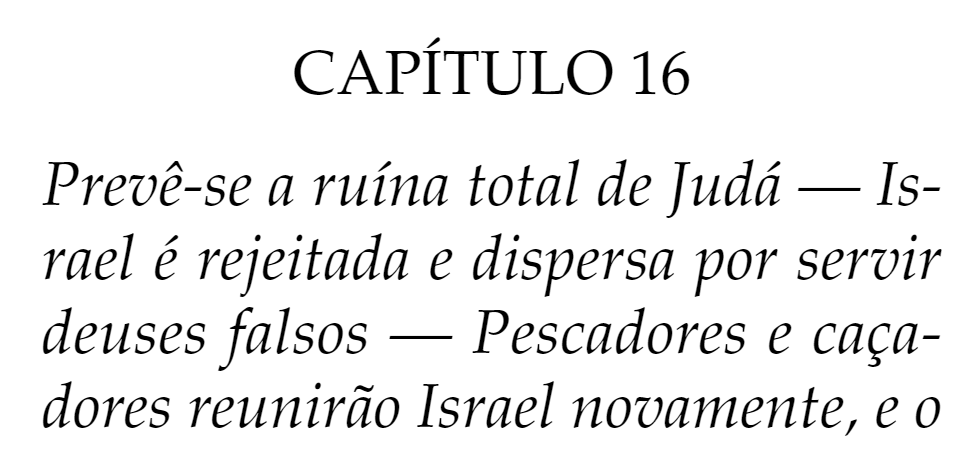 CAPÍTULO 16
Prevê-se a ruína total de Judá — Is-
rael é rejeitada e dispersa por servir
deuses falsos — Pescadores e caça-
dores reunirão Israel novamente, e o